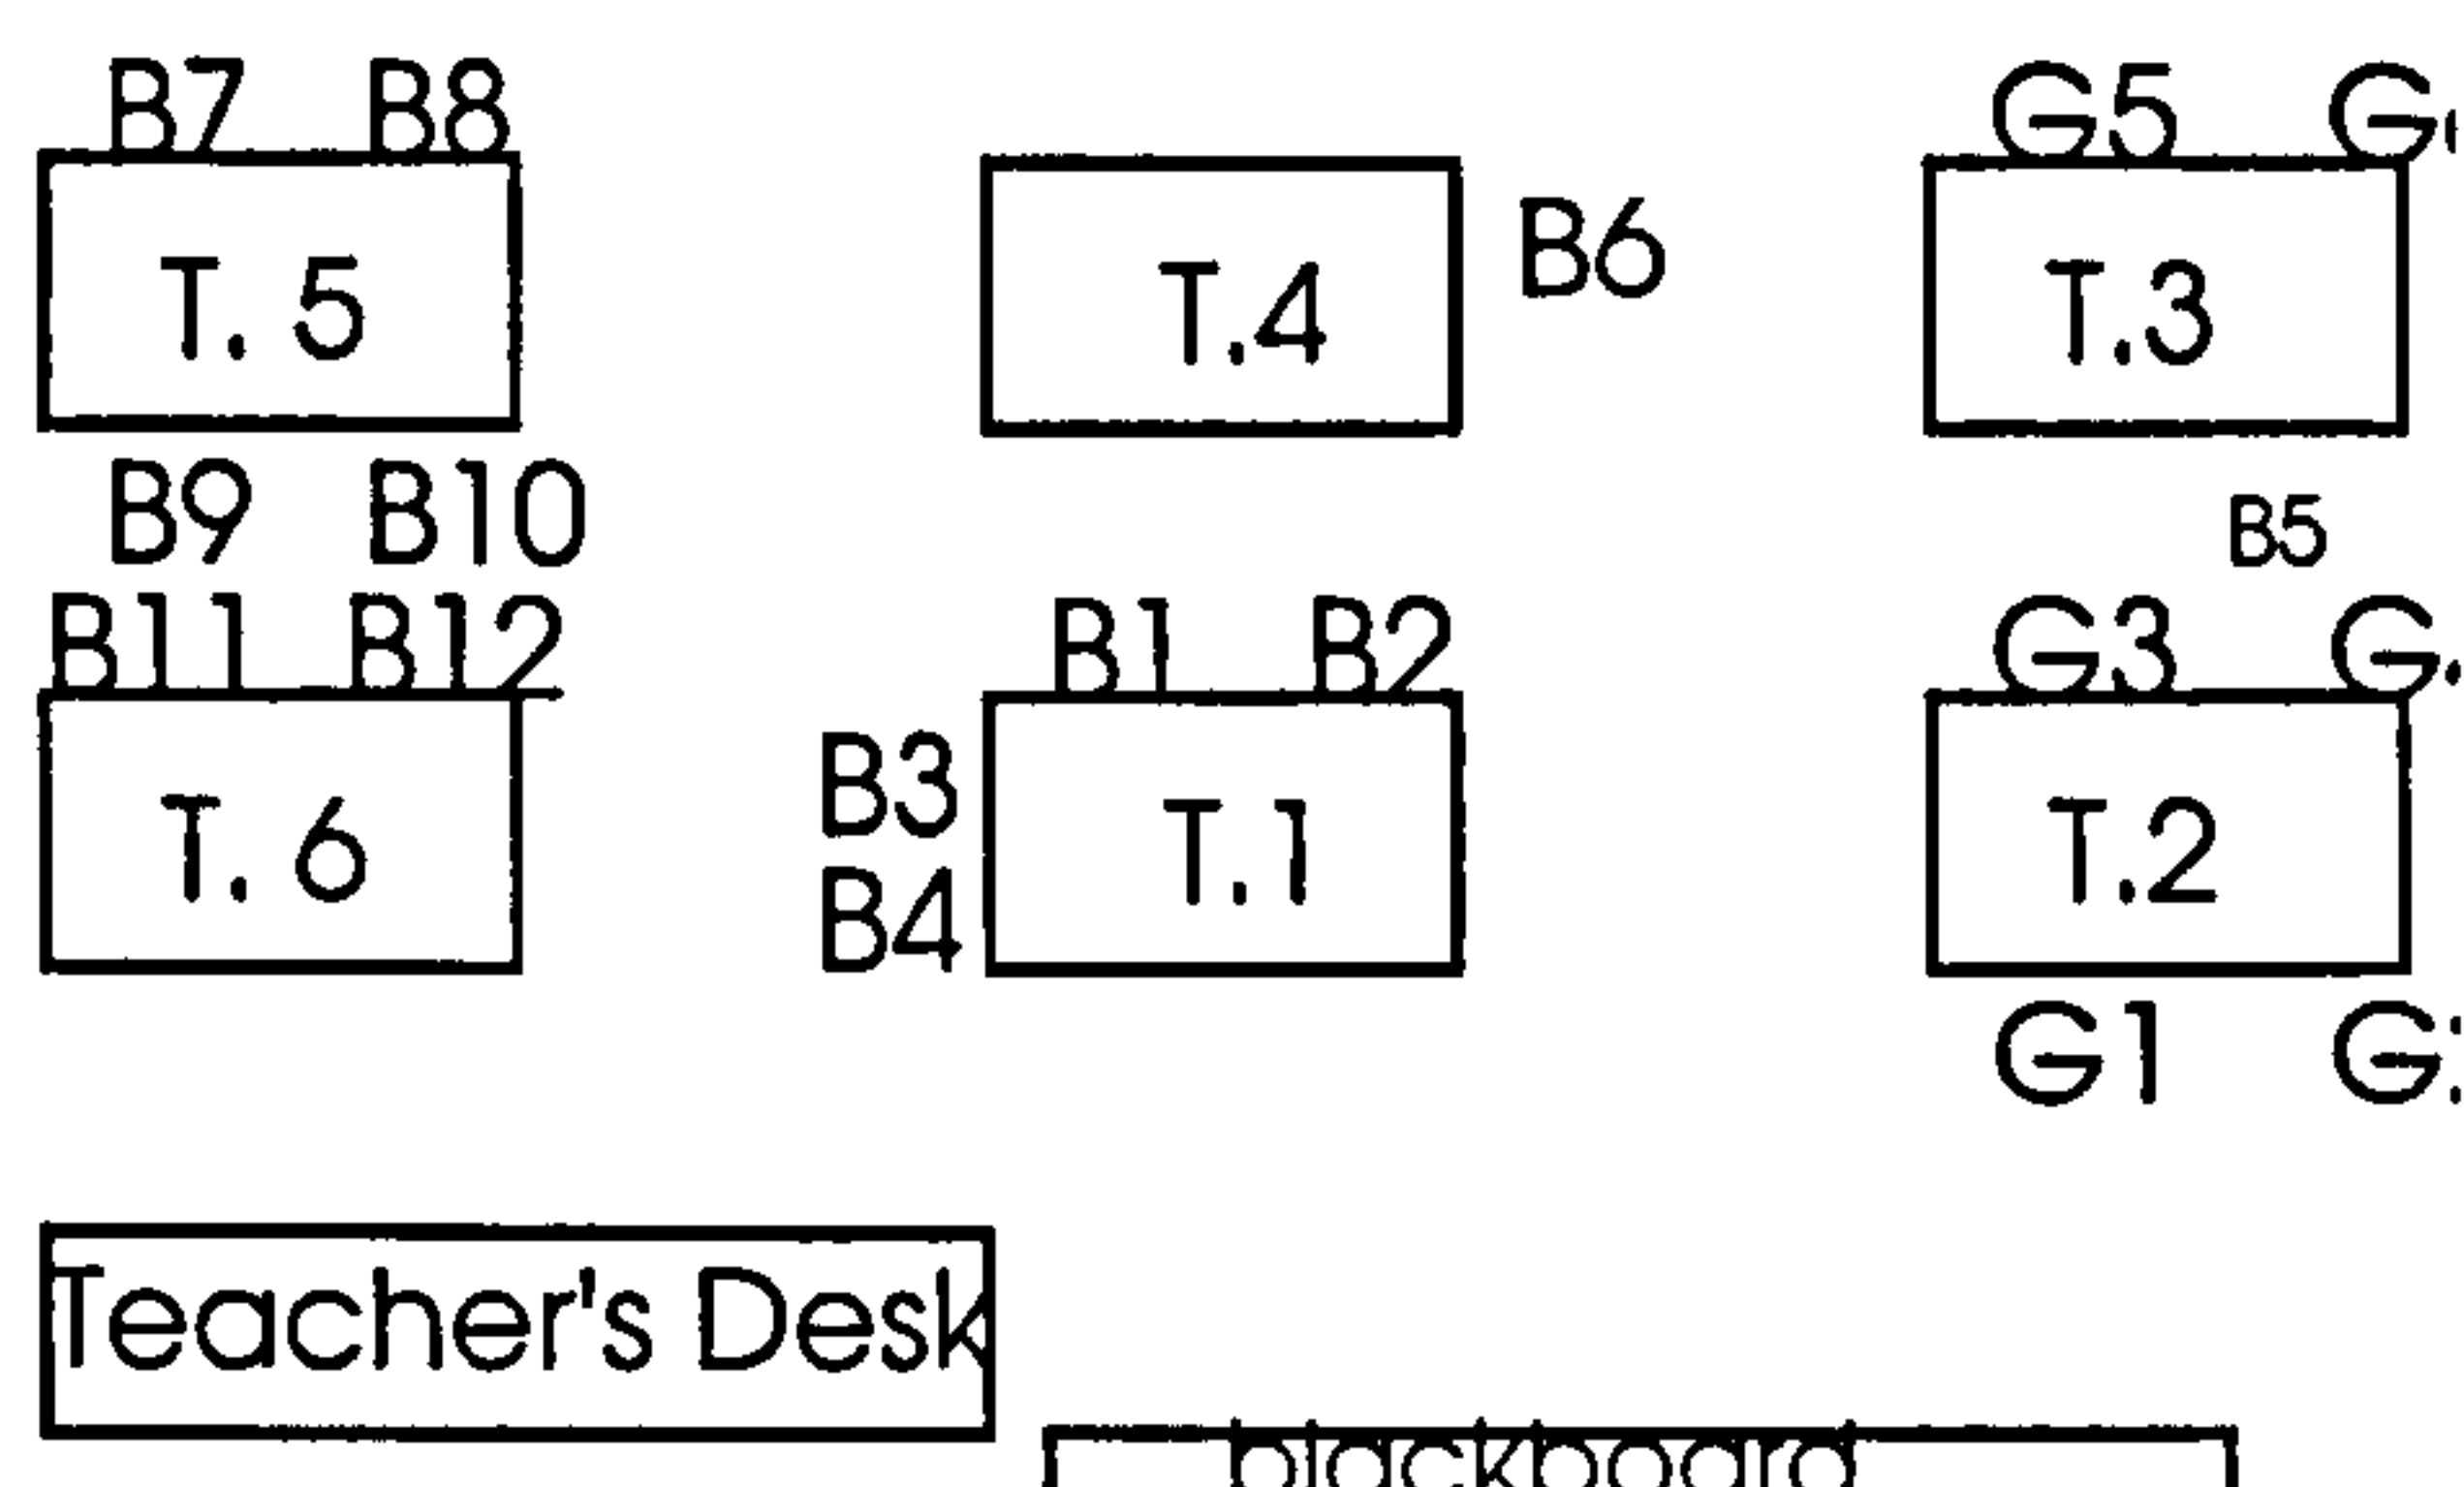 B7 B8 G5
T. 5 T.4 B6 T.3
B9 B10 B5
B11 B12 B1 B2 G3
B3
T. 6 T.1 T.2
B4
G1
Teacher's Desk
blackboard